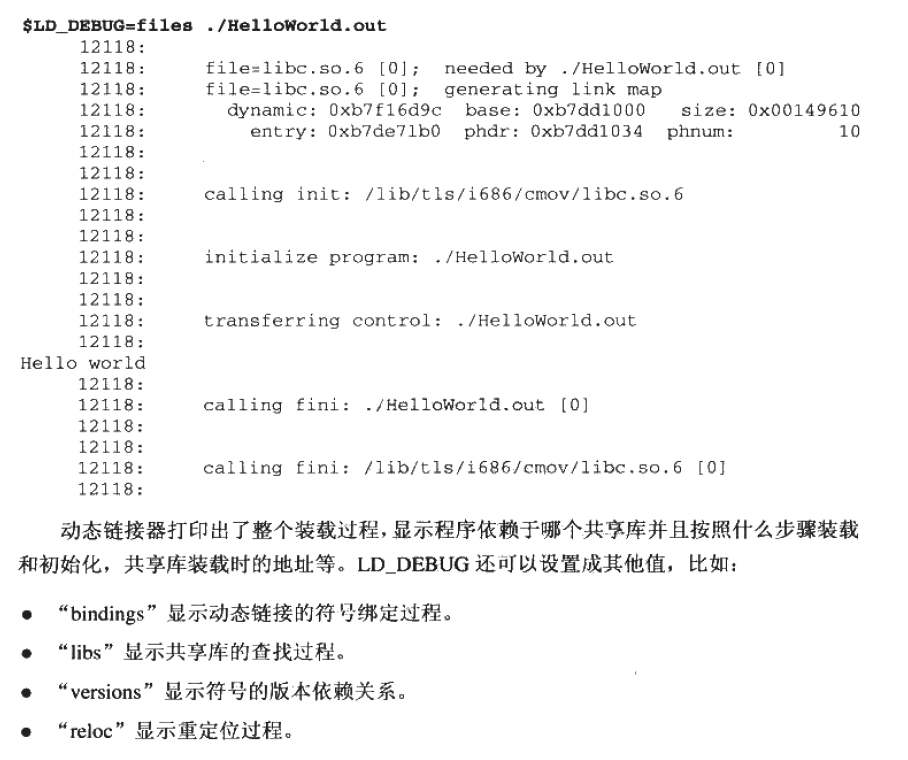 $LD_DEBUG=files ./HelloWorld.out
12118:
12118: file=libc.so.6 [0]; needed by ./HelloWorld.out [0]
12118: file=libc.so.6 [0]; generating link map
12118: dynamic: 0xb7f16d9c base: 0xb7dd1000 size: 0x00149610
12118: entry: 0xb7de71b0 phdr: 0xb7dd1034 phnum: 10
12118:
12118:
12118: calling init: /lib/tls/i686/cmov/libc.so.6
12118:
12118:
12118: initialize program: ./HelloWorld.out
12118:
12118:
12118: transferring control: ./HelloWorld.out
12118:
Hello world
12118:
12118: calling fini: ./HelloWorld.out [0]
12118:
12118:
12118: calling fini: /lib/tls/i686/cmov/libc.so.6 [0]
12118:
动态链接器打印出了整个装载过程，显示程序依赖于哪个共享库并且按照什么步骤装载
和初始化，共享库装载时的地址等。LD_DEBUG 还可以设置成其他值，比如：
● “bindings”显示动态链接的符号绑定过程。
● “libs”显示共享库的查找过程。
● “versions”显示符号的版本依赖关系。
● “reloc”显示重定位过程。